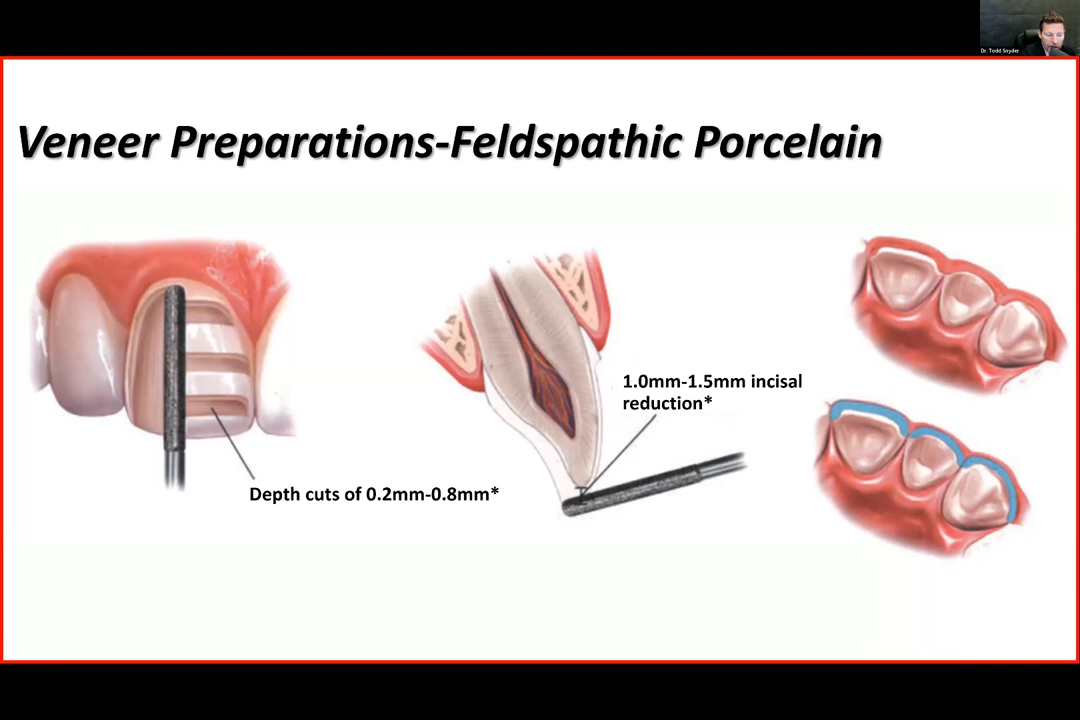 Dr. Todd Snyder
Veneer Preparations-Feldspathic Porcelain
1.0mm-1.5mm incisal
reduction*
Depth cuts of 0.2mm-0.8mm*